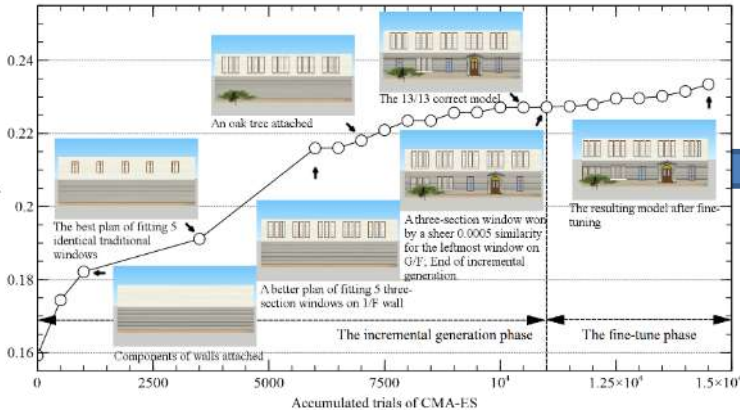 0.24
0.22
0.2
0.18
0.16
An oak tree attached
The 13/13 correct model
The best plan of fitting 5
identical traditional
windows
A better plan of fitting 5 three-
section windows on 1/F wall
Components of walls attached
A three-section window won
by a sheer 0.0005 similarity
for the leftmost window on
G/F; End of incremental
generation.
The resulting model after fine-
tuning
The incremental generation phase
The fine-tune phase
0 2500 5000 7500 10⁴ 1.25×10⁴ 1.5×10⁴
Accumulated trials of CMA-ES